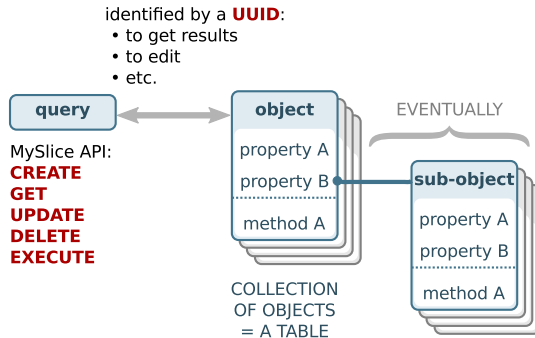 identified by a UUID:
• to get results
• to edit
• etc.
query
object
EVENTUALLY
MySlice API:
CREATE
GET
UPDATE
DELETE
EXECUTE
property A
property B
method A
sub-object
property A
property B
method A
COLLECTION
OF OBJECTS
= A TABLE